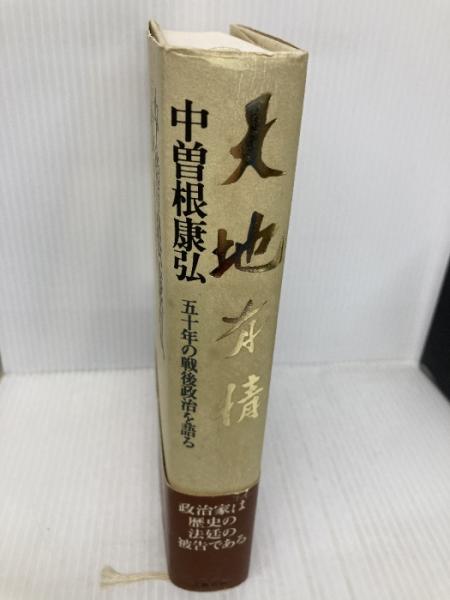 天地有情
中曽根康弘
五十年の戦後政治を語る
政治家は
歴史の
法廷の
被告である